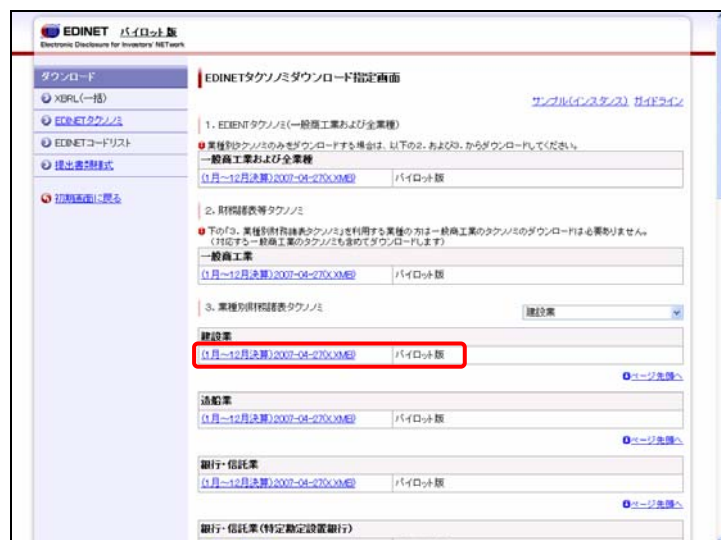 EDINET パイロット版
Electronic Disclosure for Investors' NETwork
ダウンロード
XBRL(一括)
EDINETタクソノミ
EDINETコードリスト
提出書類様式
初期画面に戻る
EDINETタクソノミダウンロード指定画面
サンプル(インスタンス) ガイドライン
1. EDIENTタクソノミ(一般商工業および全業種)
業種別タクソノミのみをダウンロードする場合は、以下の2. および3. からダウンロードしてください。
一般商工業および全業種
(1月~12月決算)2007-04-27(X.XMB) パイロット版
2. 財務諸表等タクソノミ
下の「3. 業種別財務諸表タクソノミ」を利用する業種の方は一般商工業のタクソノミのダウンロードは必要ありません。
(対応する一般商工業のタクソノミも含めてダウンロードします)
一般商工業
(1月~12月決算)2007-04-27(X.XMB) パイロット版
3. 業種別財務諸表タクソノミ 建設業
建設業
(1月~12月決算)2007-04-27(X.XMB) パイロット版
ページ先頭へ
造船業
(1月~12月決算)2007-04-27(X.XMB) パイロット版
ページ先頭へ
銀行・信託業
(1月~12月決算)2007-04-27(X.XMB) パイロット版
ページ先頭へ
銀行・信託業(特定勘定設置銀行)